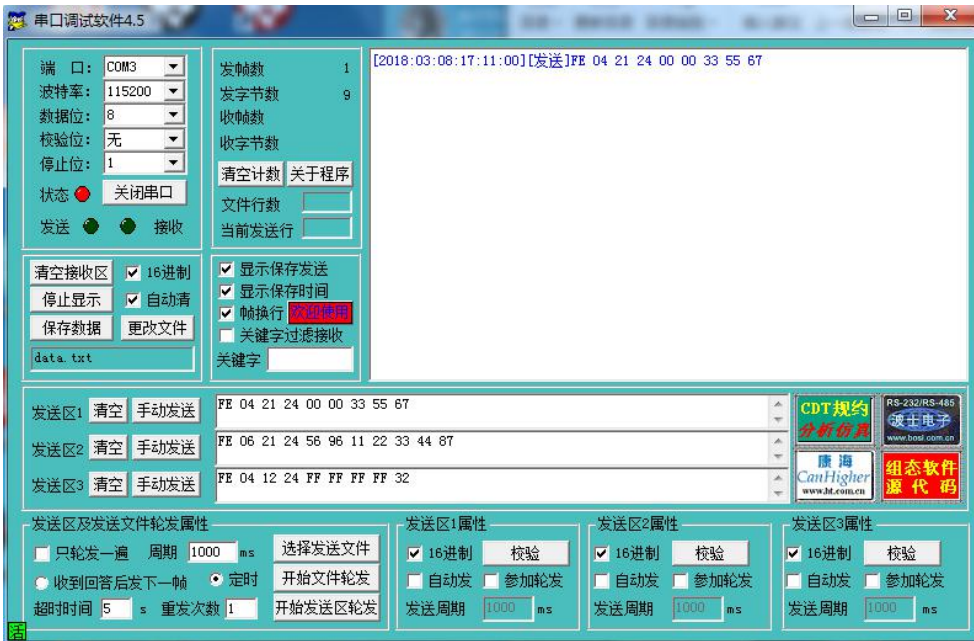 串口调试软件4.5
端 口： COM3
波特率： 115200
数据位： 8
校验位： 无
停止位： 1
状态 关闭串口
发送 接收
发帧数 1
发字节数 9
收帧数
收字节数
清空计数 关于程序
文件行数
当前发送行
[2018:03:08:17:11:00][发送]FE 04 21 24 00 00 33 55 67
清空接收区 16进制
停止显示 自动清
保存数据 更改文件
data.txt
显示保存发送
显示保存时间
帧换行 欢迎使用
关键字过滤接收
关键字
发送区1 清空 手动发送 FE 04 21 24 00 00 33 55 67
发送区2 清空 手动发送 FE 06 21 24 56 96 11 22 33 44 87
发送区3 清空 手动发送 FE 04 12 24 FF FF FF FF 32
CDT规约
分析仿真
RS-232/RS-485
波士电子
www.bosi.com.cn
康海
CanHigher
www.ht.com.cn
组态软件
源代码
发送区及发送文件轮发属性
只轮发一遍 周期 1000 ms 选择发送文件
收到回答后发下一帧 定时 开始文件轮发
超时时间 5 s 重发次数 1 开始发送区轮发
发送区1属性
16进制 校验
自动发 参加轮发
发送周期 1000 ms
发送区2属性
16进制 校验
自动发 参加轮发
发送周期 1000 ms
发送区3属性
16进制 校验
自动发 参加轮发
发送周期 1000 ms
活